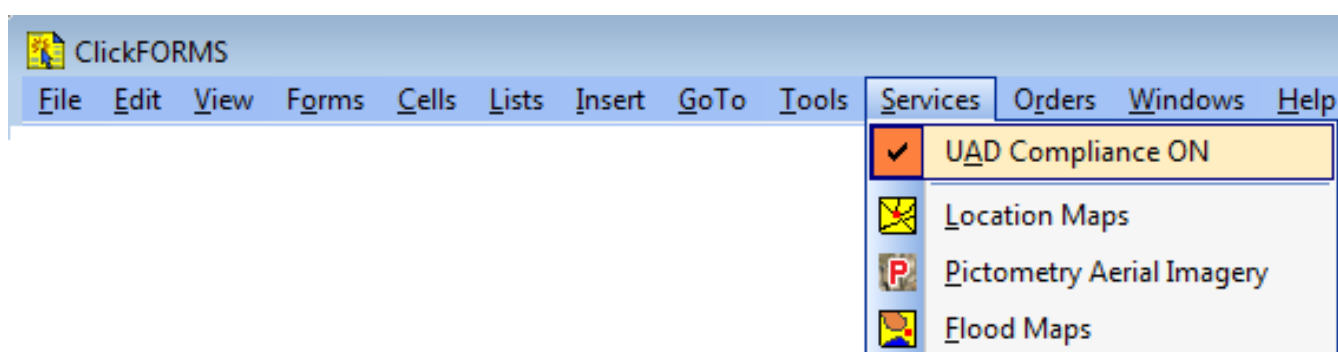 ClickFORMS
File Edit View Forms Cells Lists Insert GoTo Tools Services Orders Windows Help
UAD Compliance ON
Location Maps
P Pictometry Aerial Imagery
Flood Maps